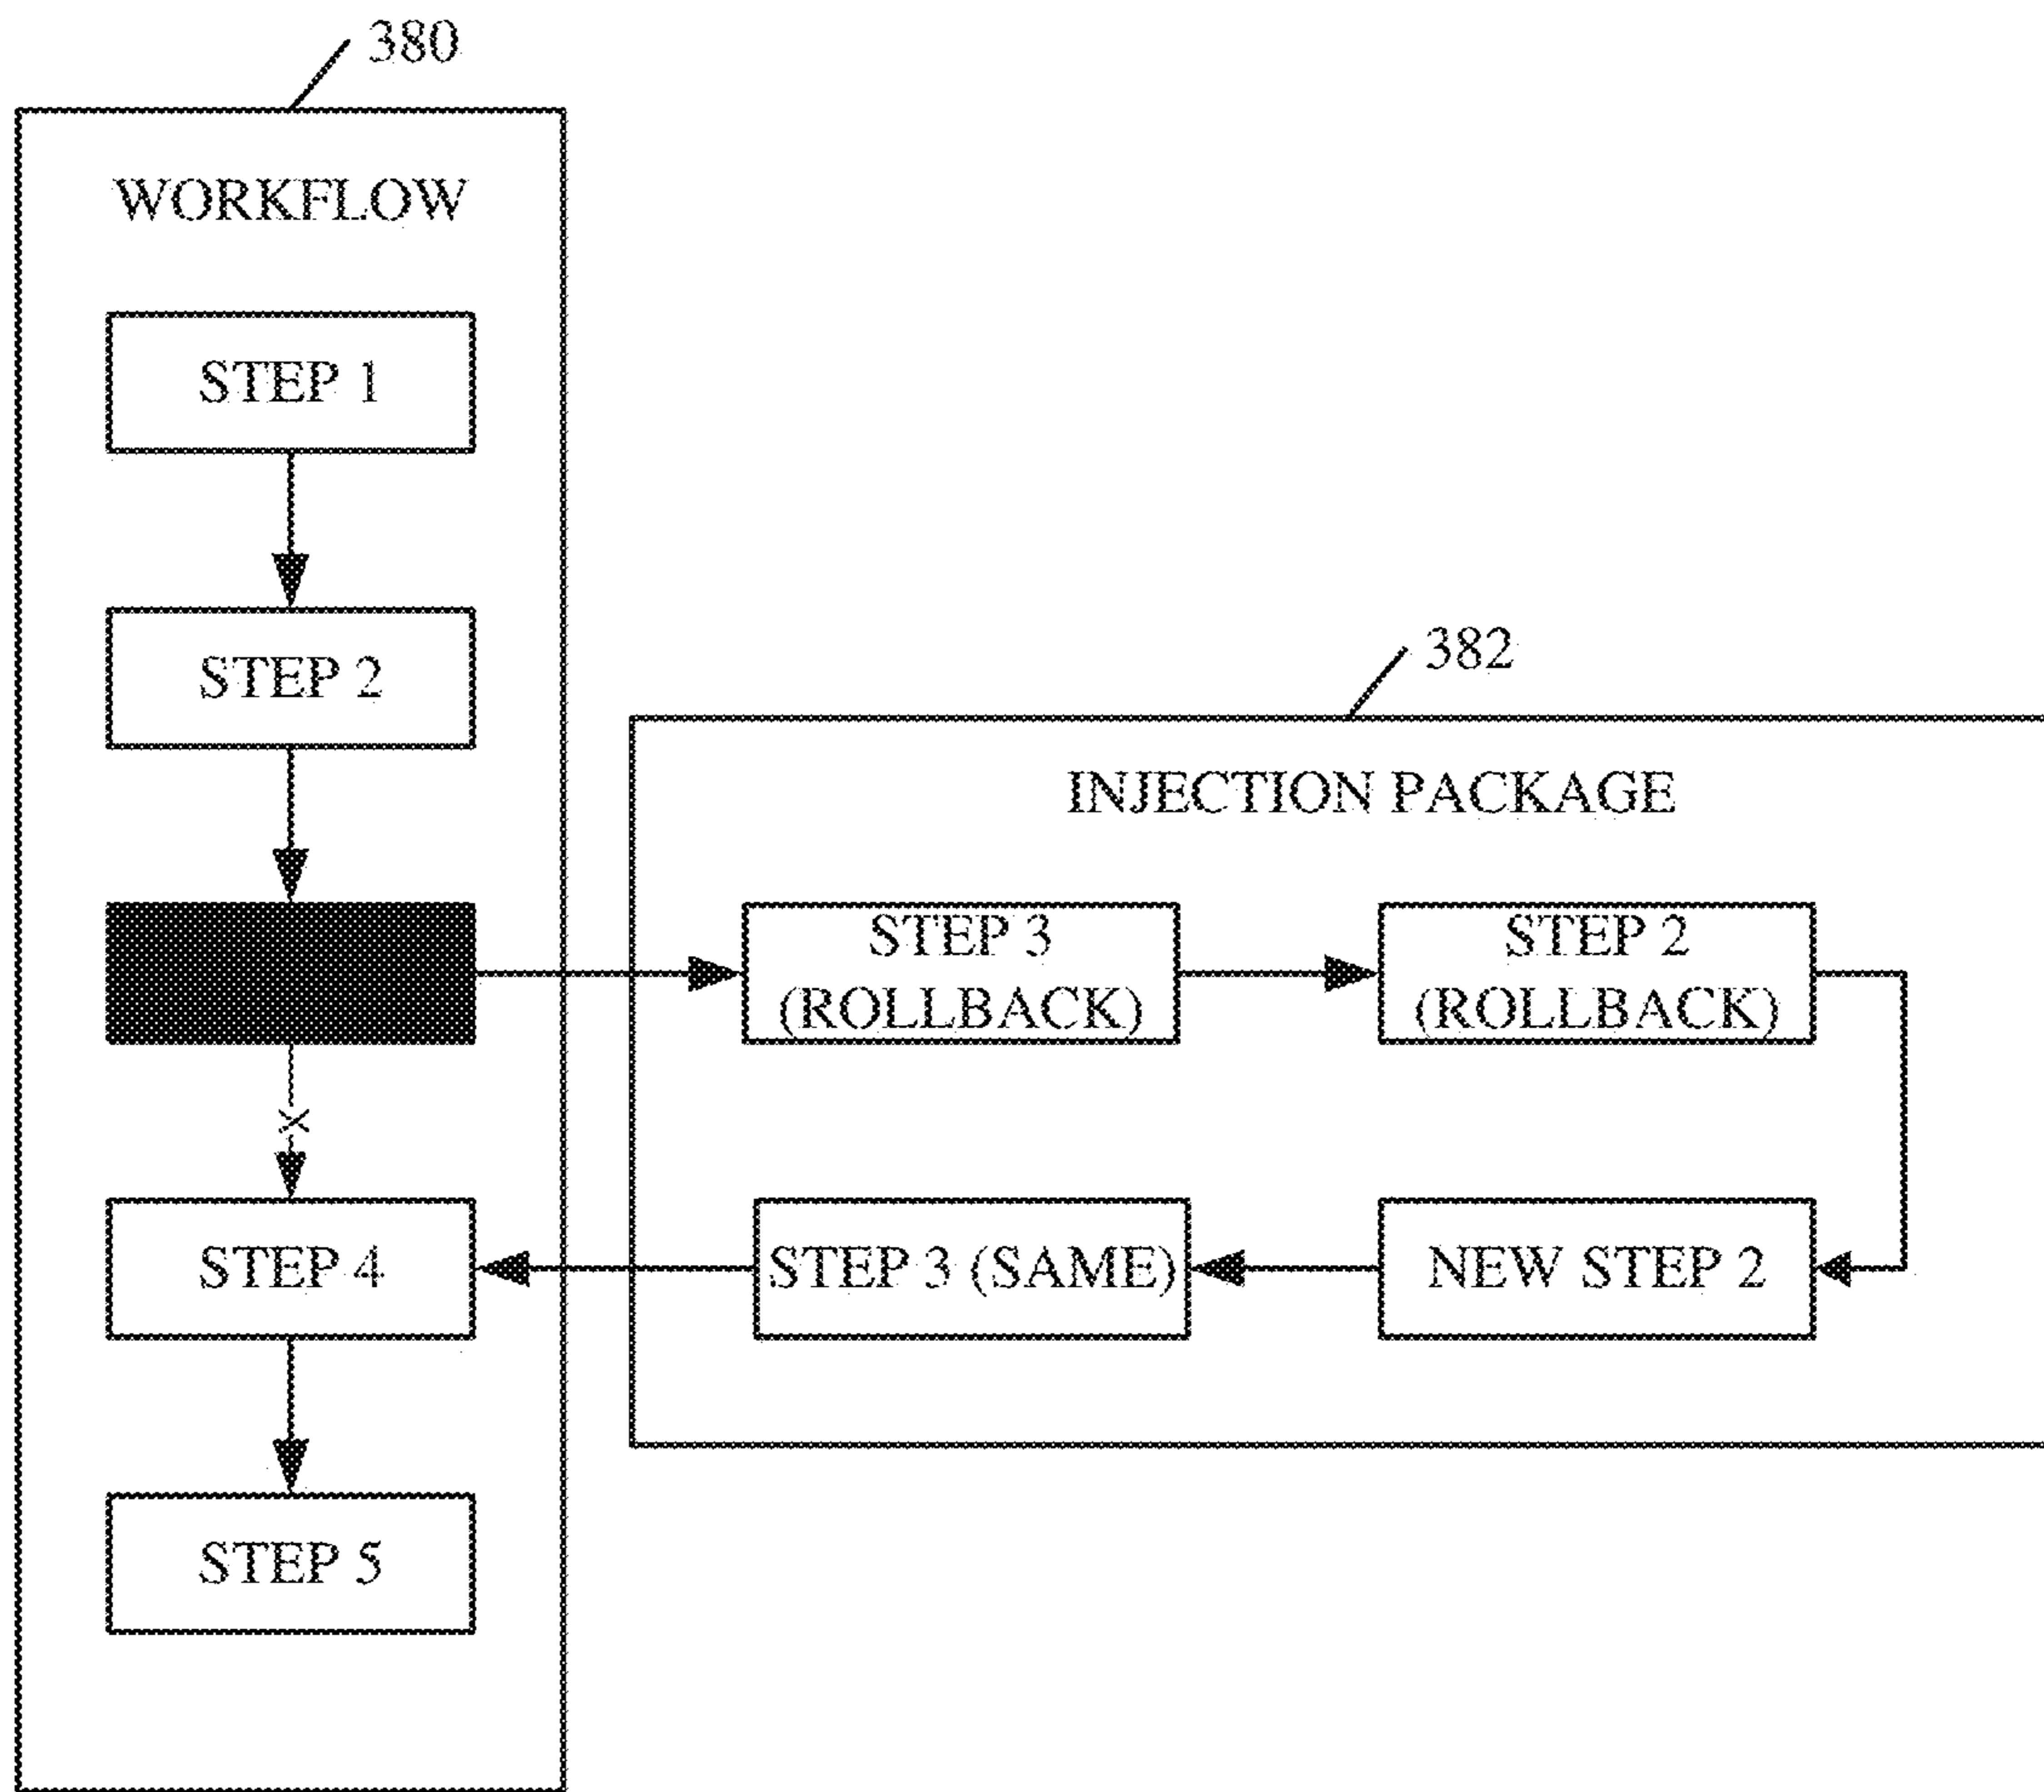 380
WORKFLOW
STEP 1
STEP 2
382
INJECTION PACKAGE
STEP 3
(ROLLBACK)
STEP 2
(ROLLBACK)
STEP 4
STEP 3 (SAME)
NEW STEP 2
STEP 5